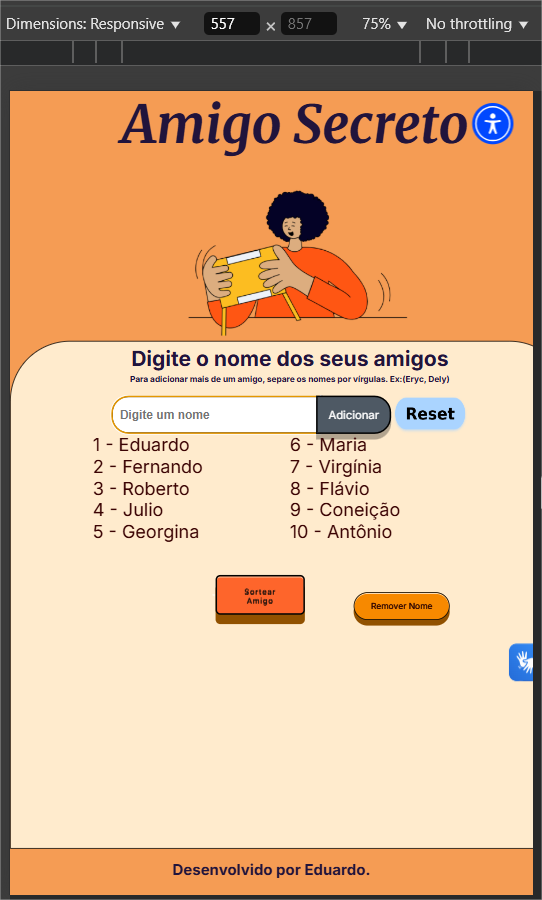 Dimensions: Responsive ▼ 557 × 857 75% ▼ No throttling ▼
Amigo Secreto
Digite o nome dos seus amigos
Para adicionar mais de um amigo, separe os nomes por vírgulas. Ex:(Eryc, Dely)
Digite um nome Adicionar Reset
1 - Eduardo
2 - Fernando
3 - Roberto
4 - Julio
5 - Georgina
6 - Maria
7 - Virgínia
8 - Flávio
9 - Coneição
10 - Antônio
Sortear
Amigo
Remover Nome
Desenvolvido por Eduardo.